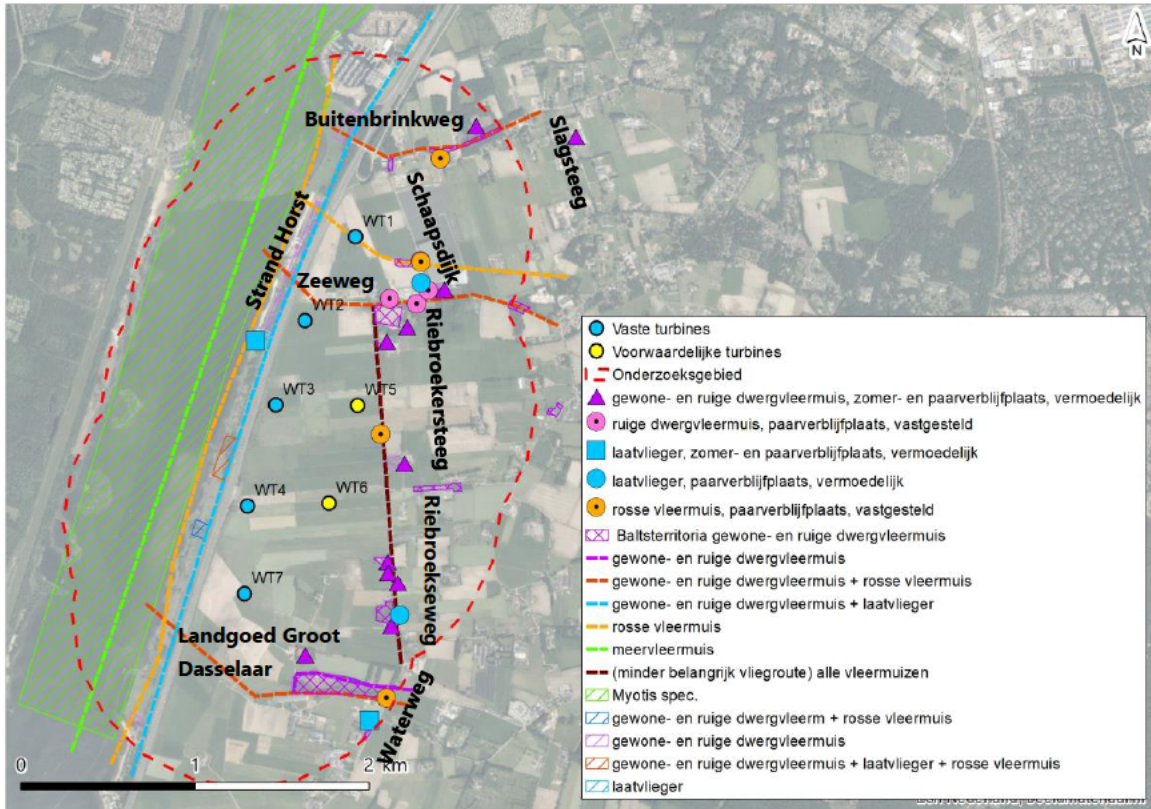 N
Buitenbrinkweg
Slagsteeg
Schaapsdijk
WT1
Strand Horst
Zeeweg
WT2
Riebroekersteeg
WT3
WT5
WT4
WT6
Riebroekseweg
WT7
Landgoed Groot
Dasselaar
Waterweg
0 1 2 km
Vaste turbines
Voorwaardelijke turbines
Onderzoeksgebied
gewone- en ruige dwergvleermuis, zomer- en paarverblijfplaats, vermoedelijk
ruige dwergvleermuis, paarverblijfplaats, vastgesteld
laatvlieger, zomer- en paarverblijfplaats, vermoedelijk
laatvlieger, paarverblijfplaats, vermoedelijk
rosse vleermuis, paarverblijfplaats, vastgesteld
Baltsterritoria gewone- en ruige dwergvleermuis
gewone- en ruige dwergvleermuis
gewone- en ruige dwergvleermuis + rosse vleermuis
gewone- en ruige dwergvleermuis + laatvlieger
rosse vleermuis
meervleermuis
(minder belangrijk vliegroute) alle vleermuizen
Myotis spec.
gewone- en ruige dwergvleerm + rosse vleermuis
gewone- en ruige dwergvleermuis
gewone- en ruige dwergvleermuis + laatvlieger + rosse vleermuis
laatvlieger